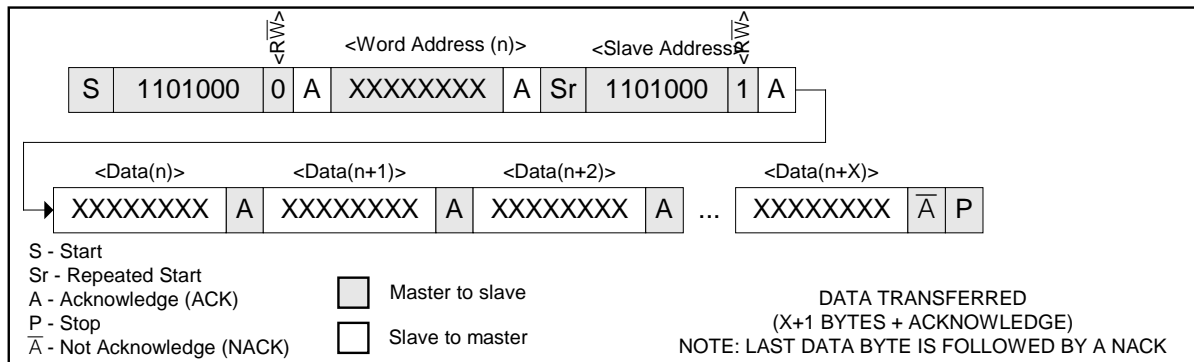 <RW̅>
<Word Address (n)>
<Slave Address>
<RW̅>
S 1101000 0 A XXXXXXXX A Sr 1101000 1 A
<Data(n)> <Data(n+1)> <Data(n+2)> <Data(n+X)>
XXXXXXXX A XXXXXXXX A XXXXXXXX A ... XXXXXXXX A̅ P
S - Start
Sr - Repeated Start
A - Acknowledge (ACK)
P - Stop
A̅ - Not Acknowledge (NACK)
Master to slave
Slave to master
DATA TRANSFERRED
(X+1 BYTES + ACKNOWLEDGE)
NOTE: LAST DATA BYTE IS FOLLOWED BY A NACK